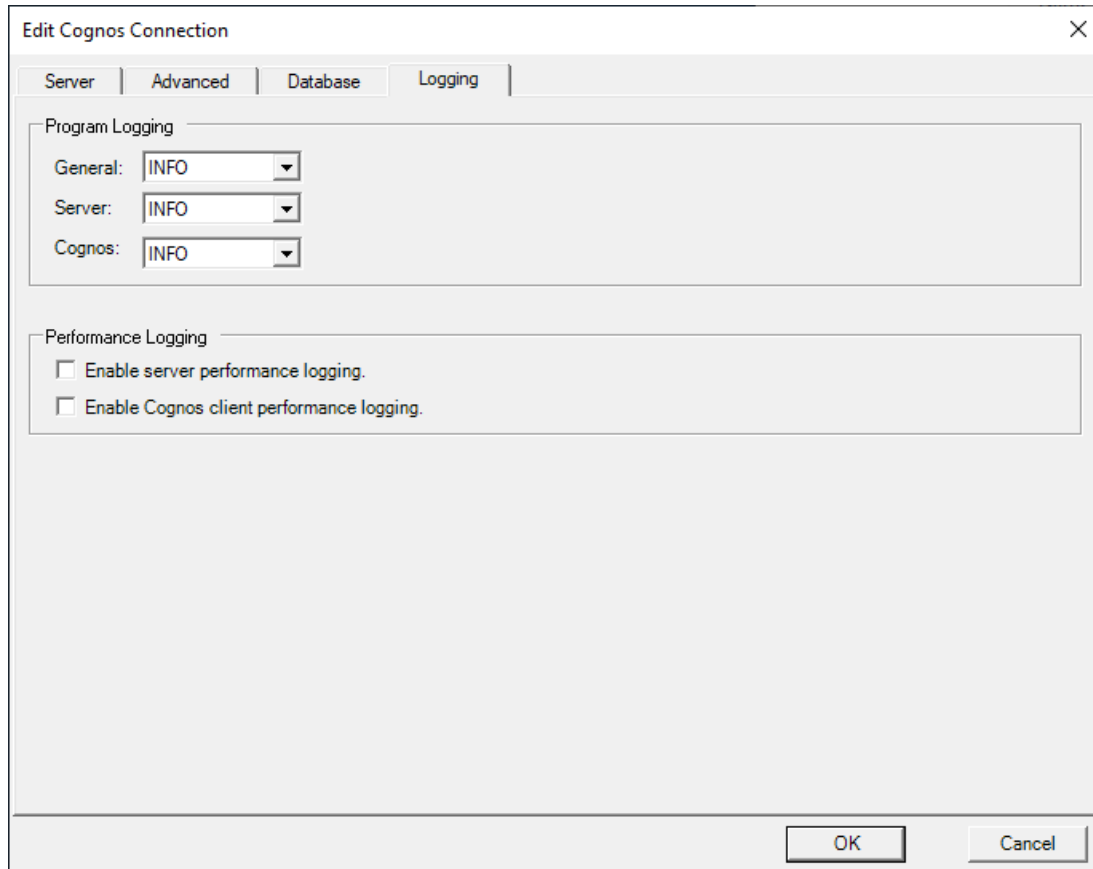 Edit Cognos Connection
Server Advanced Database Logging
Program Logging
General: INFO
Server: INFO
Cognos: INFO
Performance Logging
Enable server performance logging.
Enable Cognos client performance logging.
OK Cancel